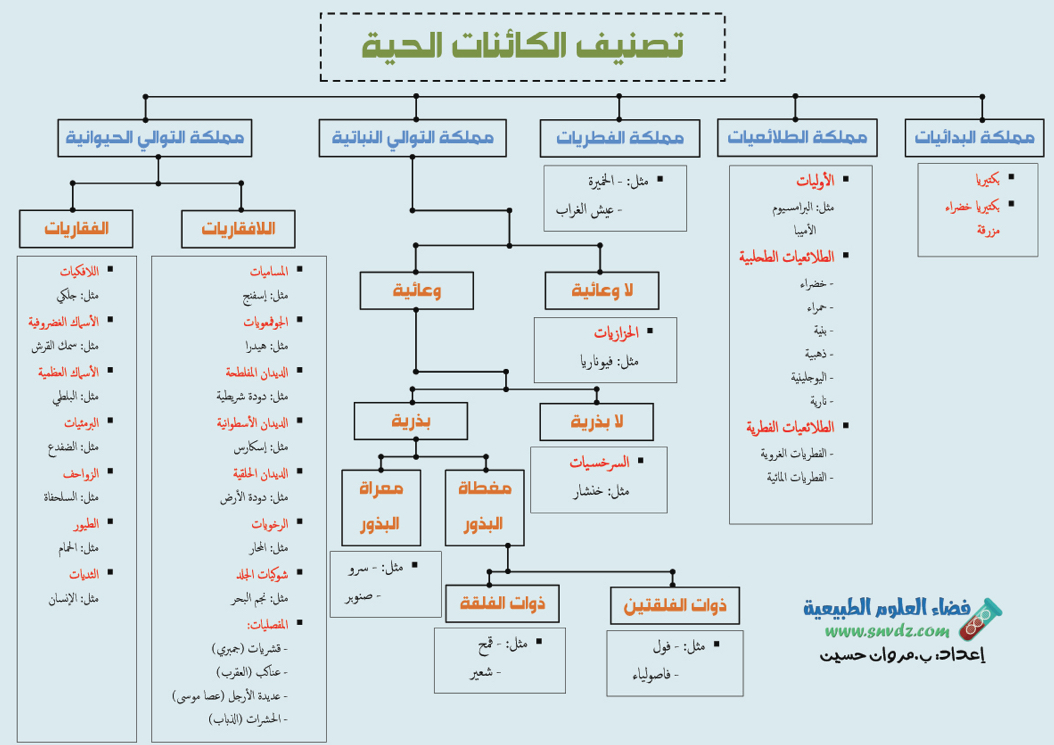 تصنيف الكائنات الحية
مملكة البدائيات
بكتيريا
بكتيريا خضراء
مزرقة
مملكة الطلائعيات
الأوليات
مثل: البرامسيوم
الأميبا
الطلائعيات الطحلبية
- خضراء
- حمراء
- بنية
- ذهبية
- اليوجلينية
- نارية
الطلائعيات الفطرية
- الفطريات الغروية
- الفطريات المائية
مملكة الفطريات
مثل: - الخميرة
- عيش الغراب
مملكة التوالي النباتية
لا وعائية
الحزازيات
مثل: فيوناريا
وعائية
لا بذرية
السرخسيات
مثل: خنشار
بذرية
مغطاة
البذور
ذوات الفلقتين
مثل: - فول
- فاصولياء
ذوات الفلقة
مثل: - قمح
- شعير
معراة
البذور
مثل: - سرو
- صنوبر
مملكة التوالي الحيوانية
اللافقاريات
المساميات
مثل: إسفنج
الجوفمعويات
مثل: هيدرا
الديدان المفلطحة
مثل: دودة شريطية
الديدان الأسطوانية
مثل: إسكارس
الديدان الحلقية
مثل: دودة الأرض
الرخويات
مثل: المحار
شوكيات الجلد
مثل: نجم البحر
المفصليات:
- قشريات (جمبري)
- عناكب (العقرب)
- عديدة الأرجل (عصا موسى)
- الحشرات (الذباب)
الفقاريات
اللافكيات
مثل: جلكي
الأسماك الغضروفية
مثل: سمك القرش
الأسماك العظمية
مثل: البلطي
البرمئيات
مثل: الضفدع
الزواحف
مثل: السلحفاة
الطيور
مثل: الحمام
الثدييات
مثل: الإنسان
فضاء العلوم الطبيعية
www.snvdz.com
إعداد: ب.مروان حسين